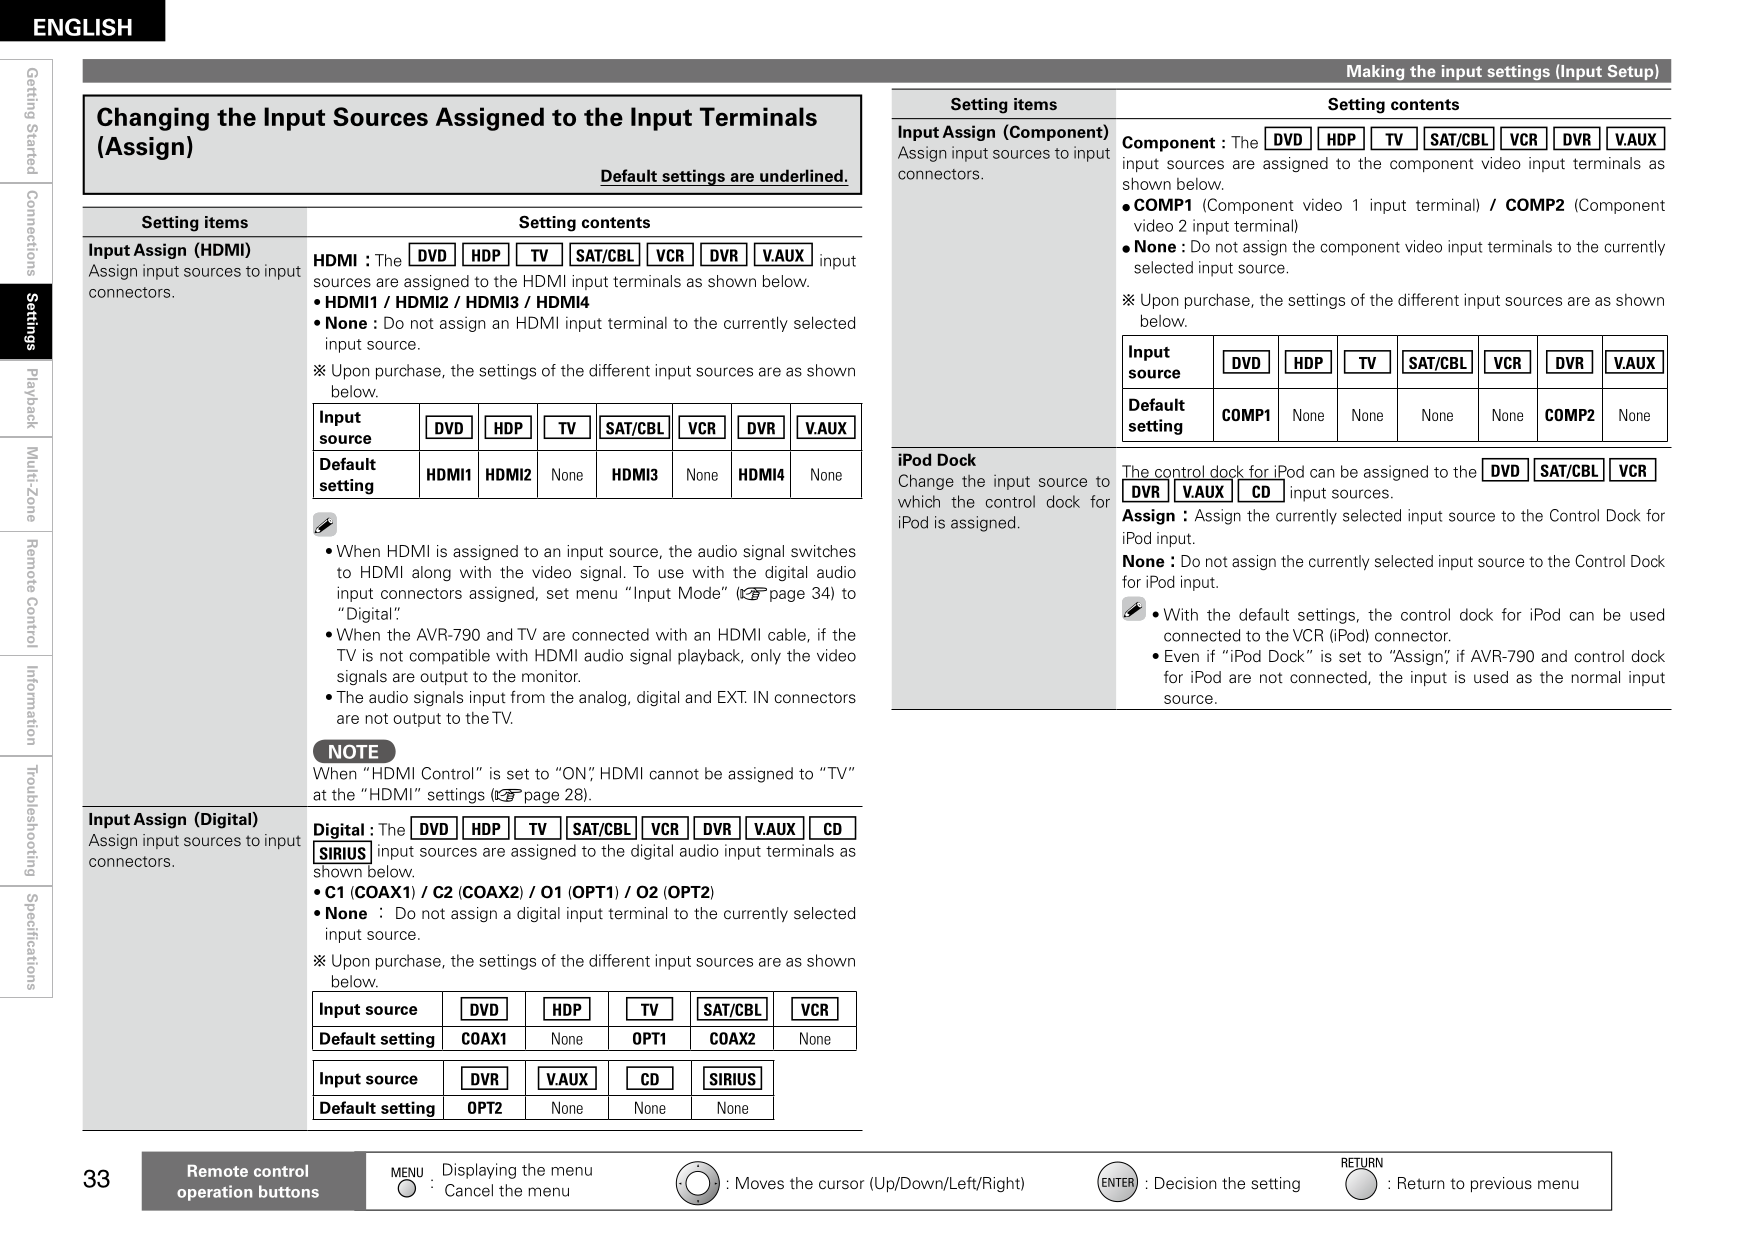 ENGLISH
Getting Started
Connections
Settings
Playback
Multi-Zone
Remote Control
Information
Troubleshooting
Specifications
Making the input settings (Input Setup)
Changing the Input Sources Assigned to the Input Terminals
(Assign)
Default settings are underlined.
Setting items Setting contents
Input Assign (HDMI)
Assign input sources to input
connectors.
HDMI : The DVD HDP TV SAT/CBL VCR DVR V.AUX input
sources are assigned to the HDMI input terminals as shown below.
• HDMI1 / HDMI2 / HDMI3 / HDMI4
• None : Do not assign an HDMI input terminal to the currently selected
input source.
※ Upon purchase, the settings of the different input sources are as shown
below.
Input
source DVD HDP TV SAT/CBL VCR DVR V.AUX
Default
setting HDMI1 HDMI2 None HDMI3 None HDMI4 None
• When HDMI is assigned to an input source, the audio signal switches
to HDMI along with the video signal. To use with the digital audio
input connectors assigned, set menu “Input Mode” (☞page 34) to
“Digital”.
• When the AVR-790 and TV are connected with an HDMI cable, if the
TV is not compatible with HDMI audio signal playback, only the video
signals are output to the monitor.
• The audio signals input from the analog, digital and EXT. IN connectors
are not output to the TV.
NOTE
When “HDMI Control” is set to “ON”, HDMI cannot be assigned to “TV”
at the “HDMI” settings (☞page 28).
Input Assign (Digital)
Assign input sources to input
connectors.
Digital : The DVD HDP TV SAT/CBL VCR DVR V.AUX CD
SIRIUS input sources are assigned to the digital audio input terminals as
shown below.
• C1 (COAX1) / C2 (COAX2) / O1 (OPT1) / O2 (OPT2)
• None : Do not assign a digital input terminal to the currently selected
input source.
※ Upon purchase, the settings of the different input sources are as shown
below.
Input source DVD HDP TV SAT/CBL VCR
Default setting COAX1 None OPT1 COAX2 None
Input source DVR V.AUX CD SIRIUS
Default setting OPT2 None None None
Setting items Setting contents
Input Assign (Component)
Assign input sources to input
connectors.
Component : The DVD HDP TV SAT/CBL VCR DVR V.AUX
input sources are assigned to the component video input terminals as
shown below.
● COMP1 (Component video 1 input terminal) / COMP2 (Component
video 2 input terminal)
● None : Do not assign the component video input terminals to the currently
selected input source.
※ Upon purchase, the settings of the different input sources are as shown
below.
Input
source DVD HDP TV SAT/CBL VCR DVR V.AUX
Default
setting COMP1 None None None None COMP2 None
iPod Dock
Change the input source to
which the control dock for
iPod is assigned.
The control dock for iPod can be assigned to the DVD SAT/CBL VCR
DVR V.AUX CD input sources.
Assign : Assign the currently selected input source to the Control Dock for
iPod input.
None : Do not assign the currently selected input source to the Control Dock
for iPod input.
• With the default settings, the control dock for iPod can be used
connected to the VCR (iPod) connector.
• Even if “iPod Dock” is set to “Assign”, if AVR-790 and control dock
for iPod are not connected, the input is used as the normal input
source.
33
Remote control
operation buttons
MENU : Displaying the menu
Cancel the menu
: Moves the cursor (Up/Down/Left/Right)
ENTER : Decision the setting
RETURN
: Return to previous menu